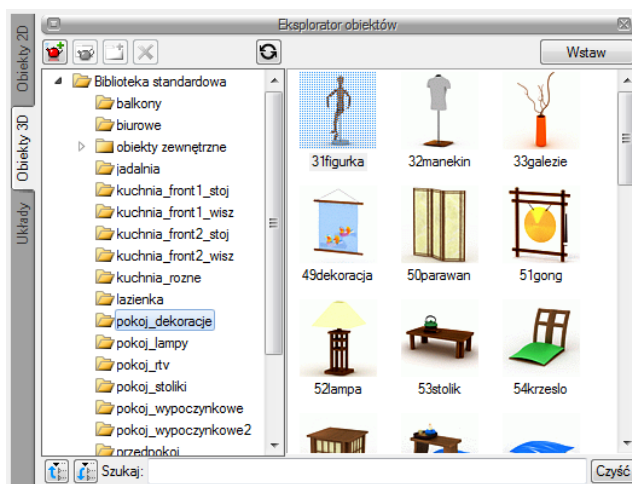 Eksplorator obiektów
Obiekty 2D
Obiekty 3D
Układy
Wstaw
Biblioteka standardowa
balkony
biurowe
obiekty zewnętrzne
jadalnia
kuchnia_front1_stoj
kuchnia_front1_wisz
kuchnia_front2_stoj
kuchnia_front2_wisz
kuchnia_rozne
lazienka
pokoj_dekoracje
pokoj_lampy
pokoj_rtv
pokoj_stoliki
pokoj_wypoczynkowe
pokoj_wypoczynkowe2
przedpokoj
31figurka
32manekin
33galezie
49dekoracja
50parawan
51gong
52lampa
53stolik
54krzeslo
Szukaj:
Czyść